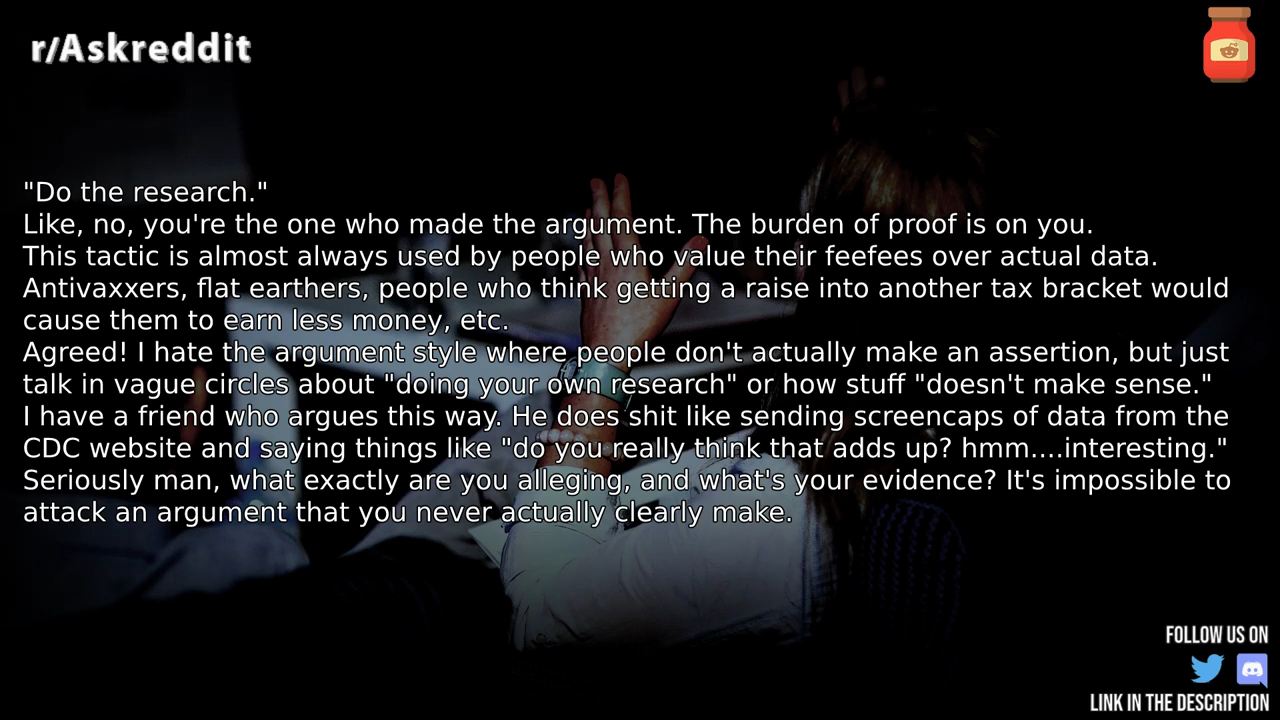 r/Askreddit
"Do the research."
Like, no, you're the one who made the argument. The burden of proof is on you.
This tactic is almost always used by people who value their feefees over actual data.
Antivaxxers, flat earthers, people who think getting a raise into another tax bracket would
cause them to earn less money, etc.
Agreed! I hate the argument style where people don't actually make an assertion, but just
talk in vague circles about "doing your own research" or how stuff "doesn't make sense."
I have a friend who argues this way. He does shit like sending screencaps of data from the
CDC website and saying things like "do you really think that adds up? hmm....interesting."
Seriously man, what exactly are you alleging, and what's your evidence? It's impossible to
attack an argument that you never actually clearly make.
FOLLOW US ON
LINK IN THE DESCRIPTION